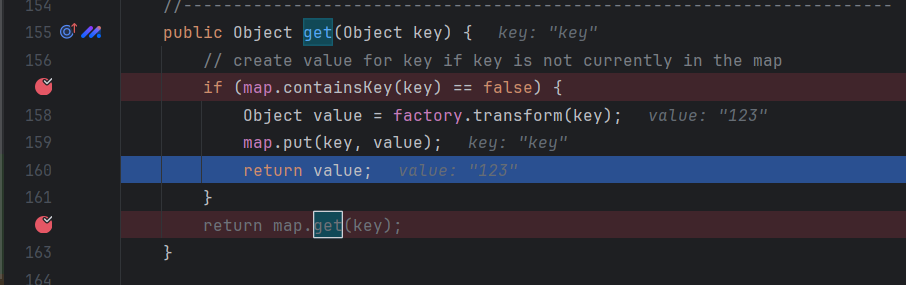 154 //-----------------------------------------------------------------------
155 public Object get(Object key) { key: "key"
156 // create value for key if key is not currently in the map
if (map.containsKey(key) == false) {
158 Object value = factory.transform(key); value: "123"
159 map.put(key, value); key: "key"
160 return value; value: "123"
161 }
return map.get(key);
163 }
164